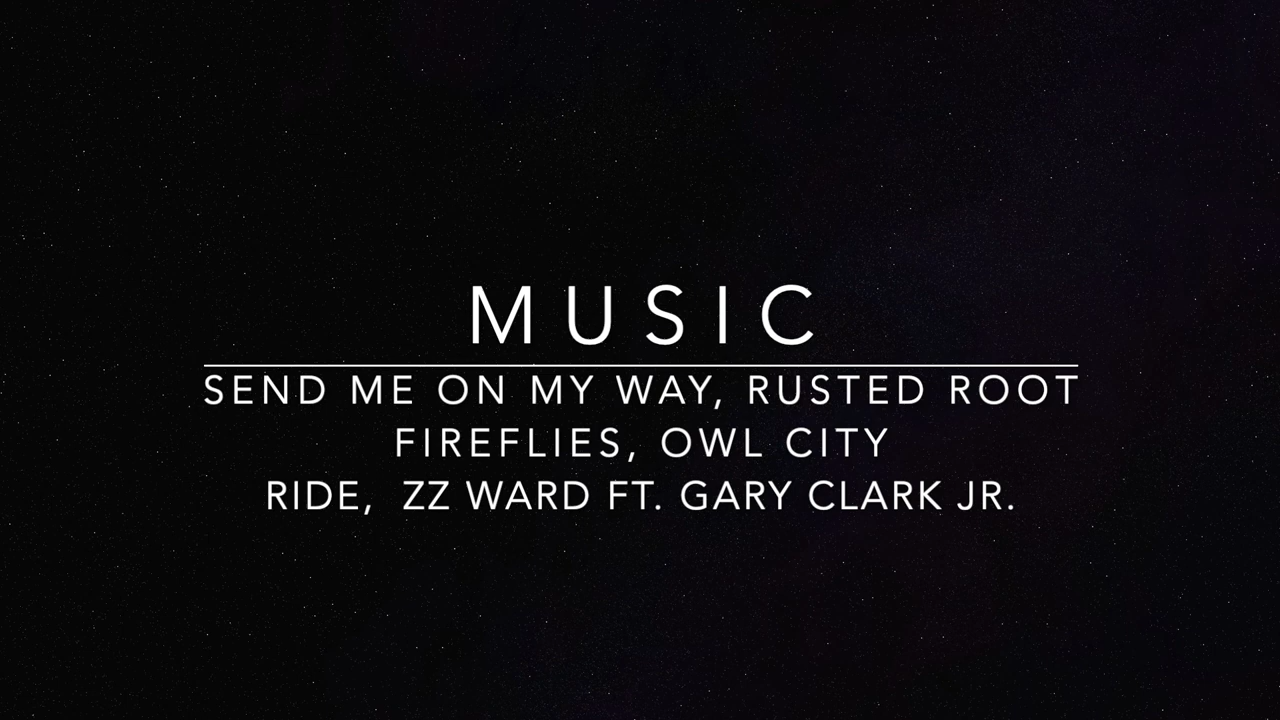 MUSIC
SEND ME ON MY WAY, RUSTED ROOT
FIREFLIES, OWL CITY
RIDE,  ZZ WARD FT. GARY CLARK JR.